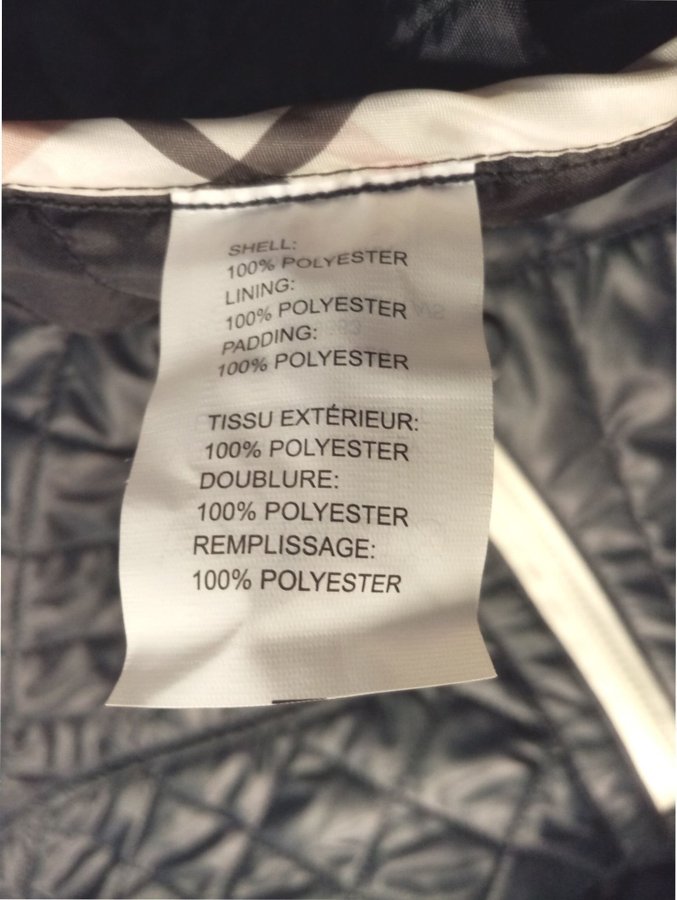 SHELL:
100% POLYESTER
LINING:
100% POLYESTER
PADDING:
100% POLYESTER
TISSU EXTÉRIEUR:
100% POLYESTER
DOUBLURE:
100% POLYESTER
REMPLISSAGE:
100% POLYESTER